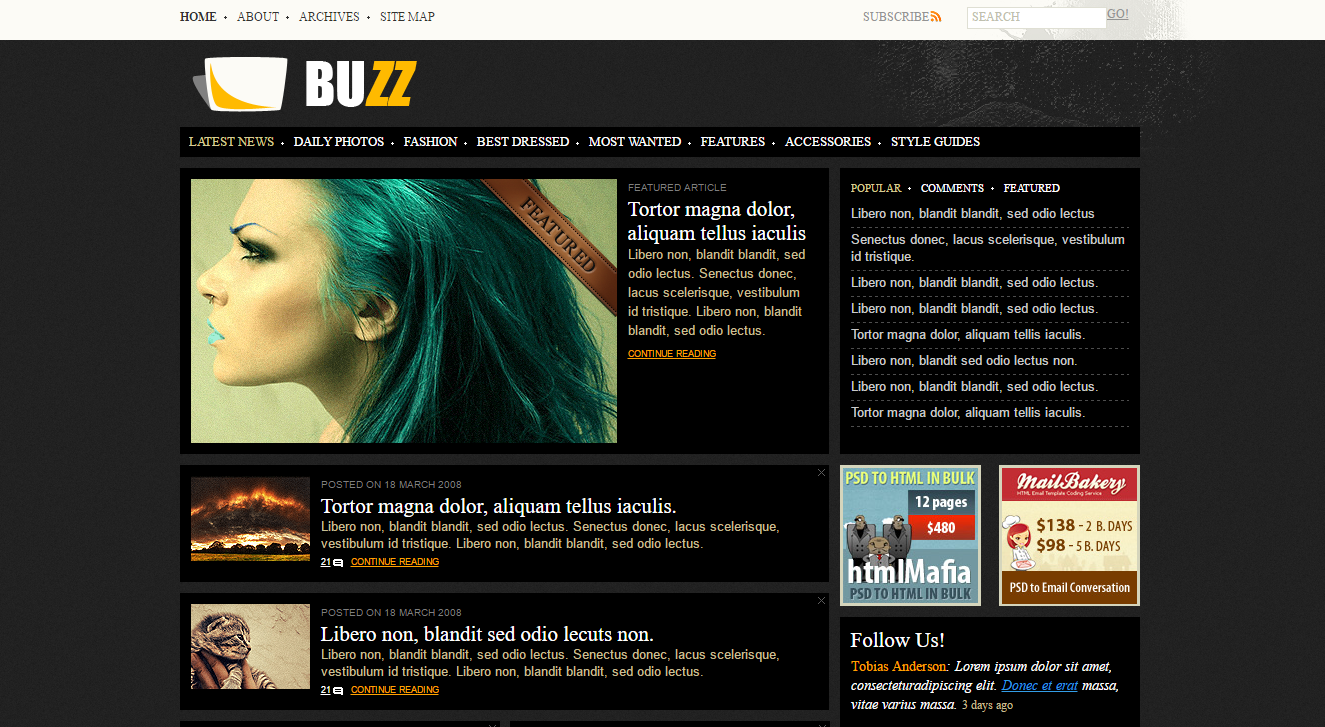 HOME • ABOUT • ARCHIVES • SITE MAP
SUBSCRIBE
SEARCH
GO!
BUZZ
LATEST NEWS • DAILY PHOTOS • FASHION • BEST DRESSED • MOST WANTED • FEATURES • ACCESSORIES • STYLE GUIDES
FEATURED
FEATURED ARTICLE
Tortor magna dolor,
aliquam tellus iaculis
Libero non, blandit blandit, sed
odio lectus. Senectus donec,
lacus scelerisque, vestibulum
id tristique. Libero non, blandit
blandit, sed odio lectus.
CONTINUE READING
POPULAR • COMMENTS • FEATURED
Libero non, blandit blandit, sed odio lectus
Senectus donec, lacus scelerisque, vestibulum
id tristique.
Libero non, blandit blandit, sed odio lectus.
Libero non, blandit blandit, sed odio lectus.
Tortor magna dolor, aliquam tellis iaculis.
Libero non, blandit sed odio lectus non.
Libero non, blandit blandit, sed odio lectus.
Tortor magna dolor, aliquam tellis iaculis.
POSTED ON 18 MARCH 2008
Tortor magna dolor, aliquam tellus iaculis.
Libero non, blandit blandit, sed odio lectus. Senectus donec, lacus scelerisque,
vestibulum id tristique. Libero non, blandit blandit, sed odio lectus.
21 CONTINUE READING
POSTED ON 18 MARCH 2008
Libero non, blandit sed odio lecuts non.
Libero non, blandit blandit, sed odio lectus. Senectus donec, lacus scelerisque,
vestibulum id tristique. Libero non, blandit blandit, sed odio lectus.
21 CONTINUE READING
PSD TO HTML IN BULK
12 pages
$480
htmlMafia
PSD TO HTML IN BULK
MailBakery
HTML Email Template Coding Service
$138 - 2 B. DAYS
$98 - 5 B. DAYS
PSD to Email Conversation
Follow Us!
Tobias Anderson: Lorem ipsum dolor sit amet,
consecteturadipiscing elit. Donec et erat massa,
vitae varius massa. 3 days ago